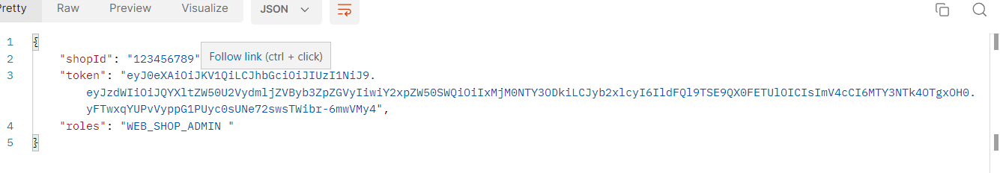 Pretty Raw Preview Visualize JSON
1 {
2 "shopId": "123456789"
Follow link (ctrl + click)
3 "token": "eyJ0eXAiOiJKV1QiLCJhbGciOiJIUzI1NiJ9.
eyJzdWIiOiJQYXltZW50U2VydmljZVByb3ZpZGVyIiwiY2xpZW50SWQiOiIxMjM0NTY3ODkiLCJyb2xlcyI6IldFQl9TSE9QX0FETUlOICIsImV4cCI6MTY3NTk4OTgxOH0.
yFTwxqYUPvVyppG1PUyc0sUNe72swsTWibr-6mwVMy4",
4 "roles": "WEB_SHOP_ADMIN "
5 }